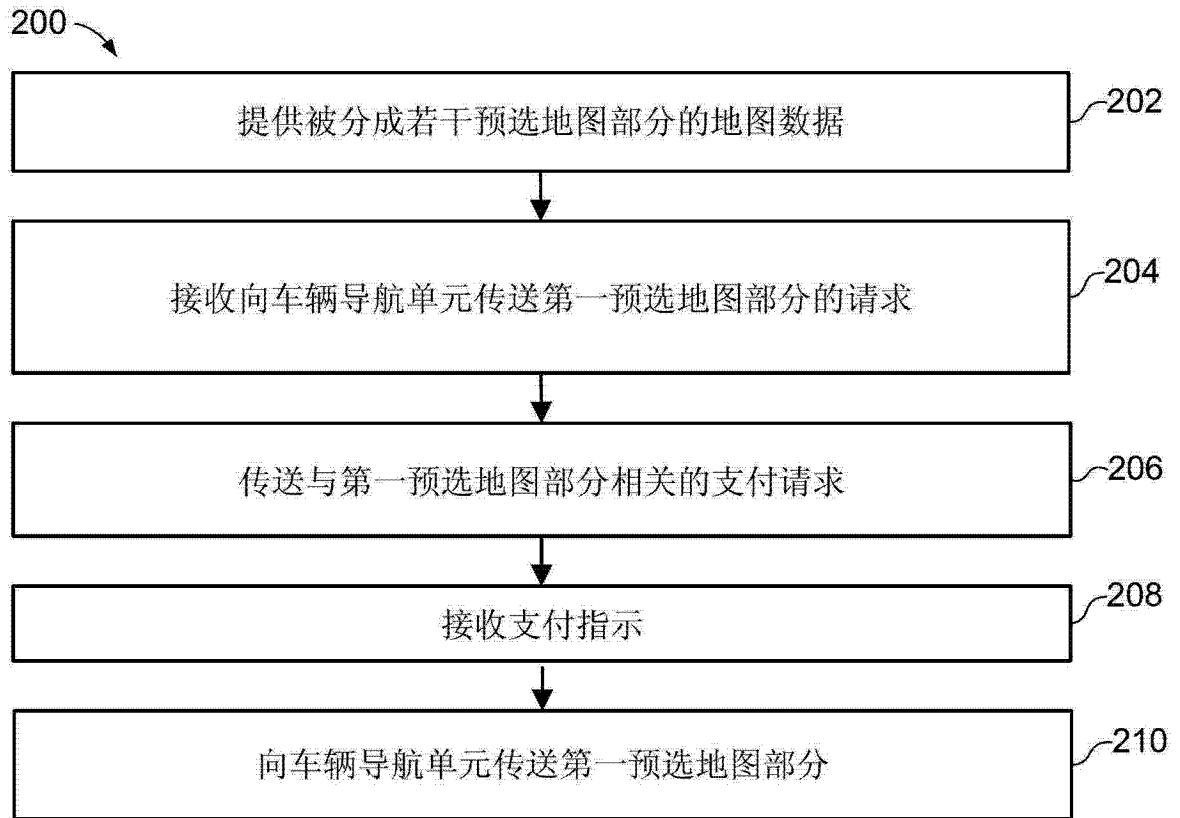 200
提供被分成若干预选地图部分的地图数据
202
接收向车辆导航单元传送第一预选地图部分的请求
204
传送与第一预选地图部分相关的支付请求
206
接收支付指示
208
向车辆导航单元传送第一预选地图部分
210